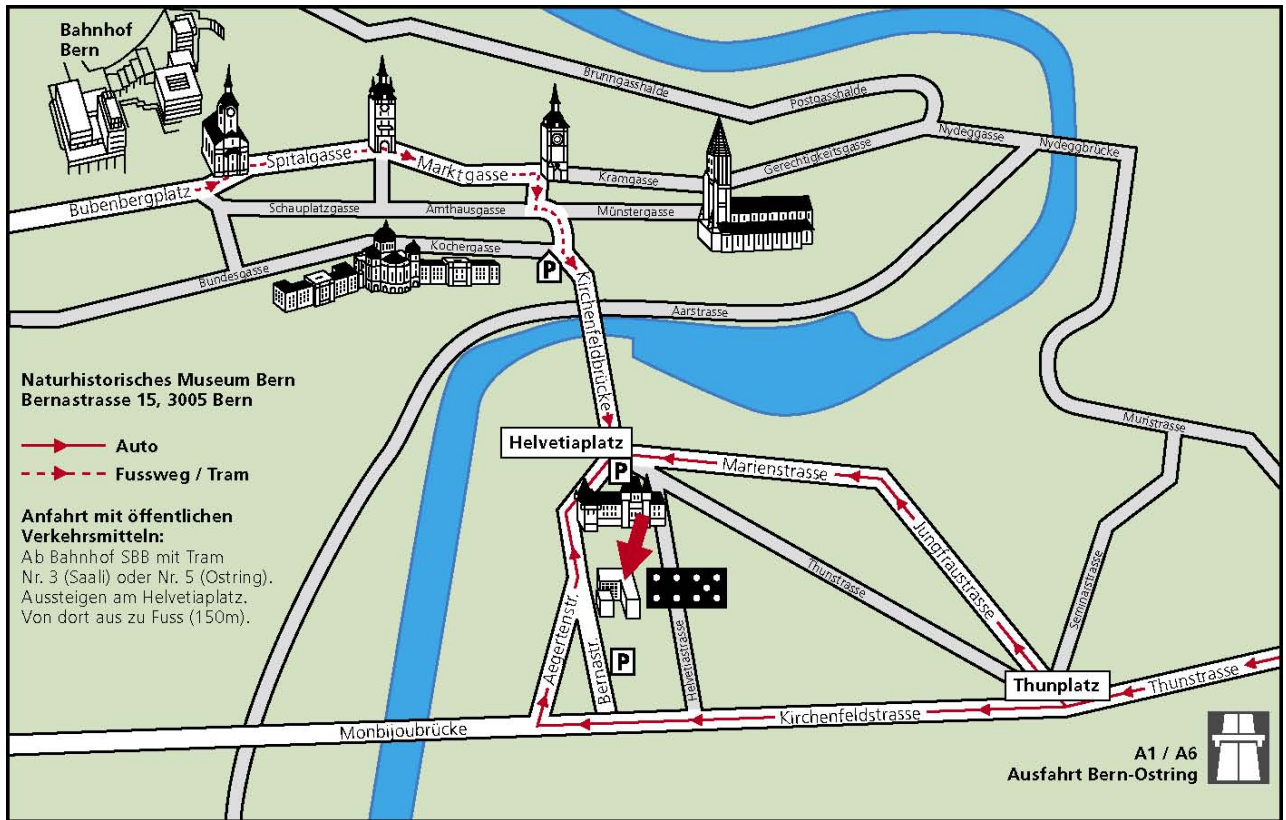 Bahnhof
Bern
Brunngasshalde
Postgasshalde
Nydeggasse
Nydeggbrücke
Spitalgasse
Marktgasse
Gerechtigkeitsgasse
Kramgasse
Bubenbergplatz
Schauplatzgasse
Amthausgasse
Münstergasse
Kochergasse
Bundesgasse
P
Kirchenfeldbrücke
Aarstrasse
Naturhistorisches Museum Bern
Bernastrasse 15, 3005 Bern
Auto
Fussweg / Tram
Anfahrt mit öffentlichen
Verkehrsmitteln:
Ab Bahnhof SBB mit Tram
Nr. 3 (Saali) oder Nr. 5 (Ostring).
Aussteigen am Helvetiaplatz.
Von dort aus zu Fuss (150m).
Helvetiaplatz
P
Marienstrasse
Munstrasse
Jungfraustrasse
Thunstrasse
Seminarstrasse
Aegertenstr.
Bernastr.
P
Helvetiastrasse
Thunplatz
Thunstrasse
Kirchenfeldstrasse
Monbijoubrücke
A1 / A6
Ausfahrt Bern-Ostring